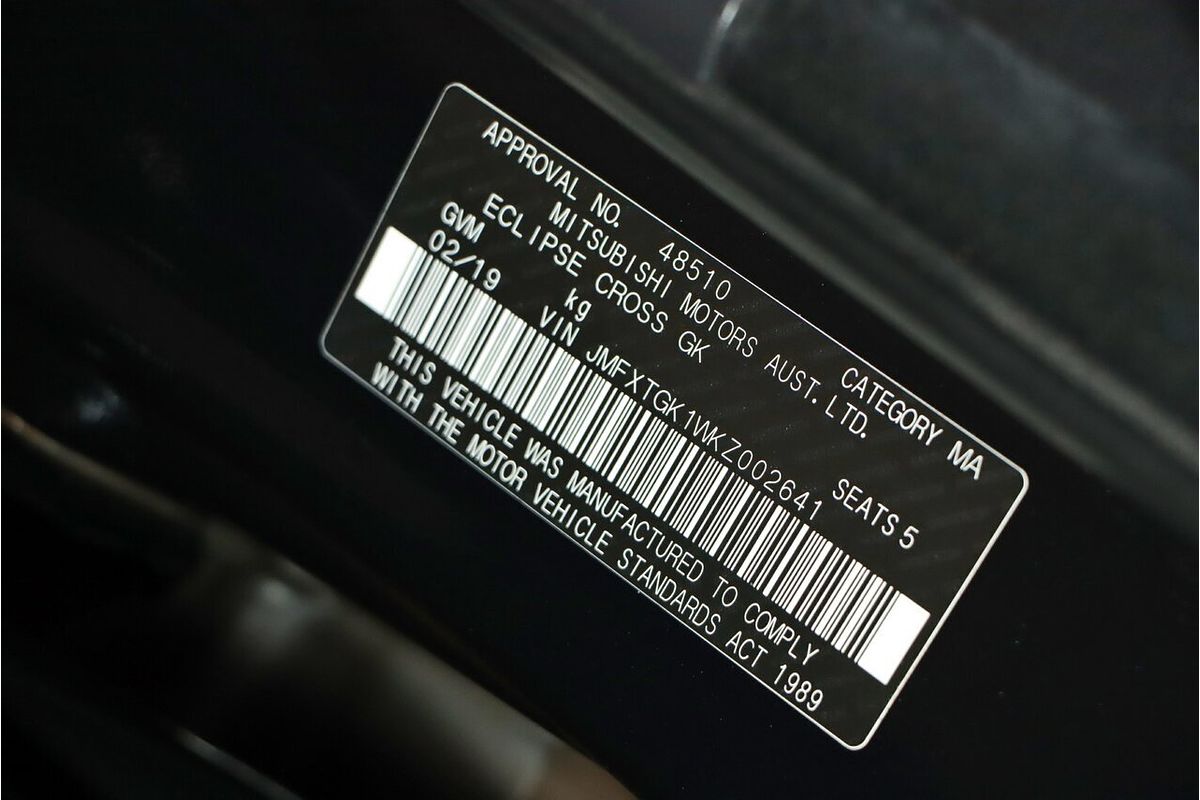 APPROVAL NO. 48510 CATEGORY MA
MITSUBISHI MOTORS AUST. LTD.
ECLIPSE CROSS GK
GVM kg SEATS 5
02/19 VIN JMFXTGK1WKZ002641
THIS VEHICLE WAS MANUFACTURED TO COMPLY
WITH THE MOTOR VEHICLE STANDARDS ACT 1989